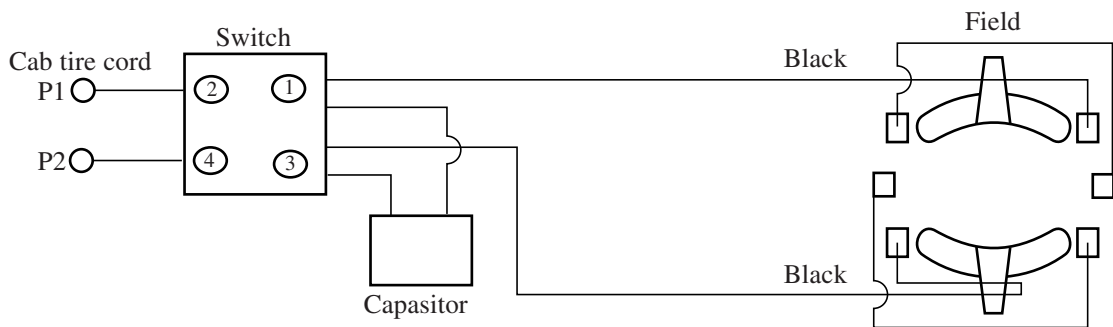 Switch
Field
Cab tire cord
Black
P1
2
1
P2
4
3
Black
Capasitor